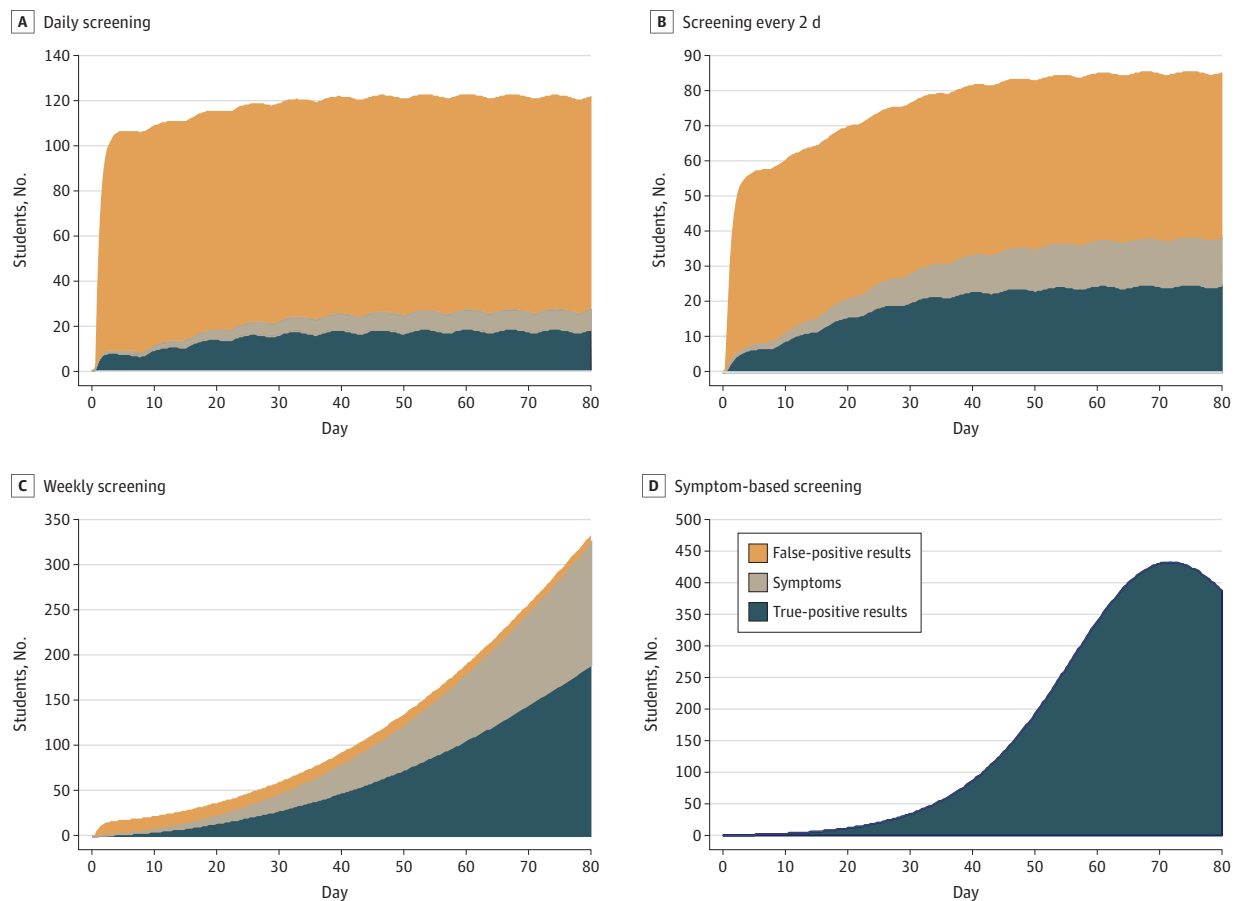 A Daily screening
140
120
100
80
60
40
20
0
Students, No.
0 10 20 30 40 50 60 70 80
Day
B Screening every 2 d
90
80
70
60
50
40
30
20
10
0
Students, No.
0 10 20 30 40 50 60 70 80
Day
C Weekly screening
350
300
250
200
150
100
50
0
Students, No.
0 10 20 30 40 50 60 70 80
Day
D Symptom-based screening
500
450
400
350
300
250
200
150
100
50
0
Students, No.
False-positive results
Symptoms
True-positive results
0 10 20 30 40 50 60 70 80
Day